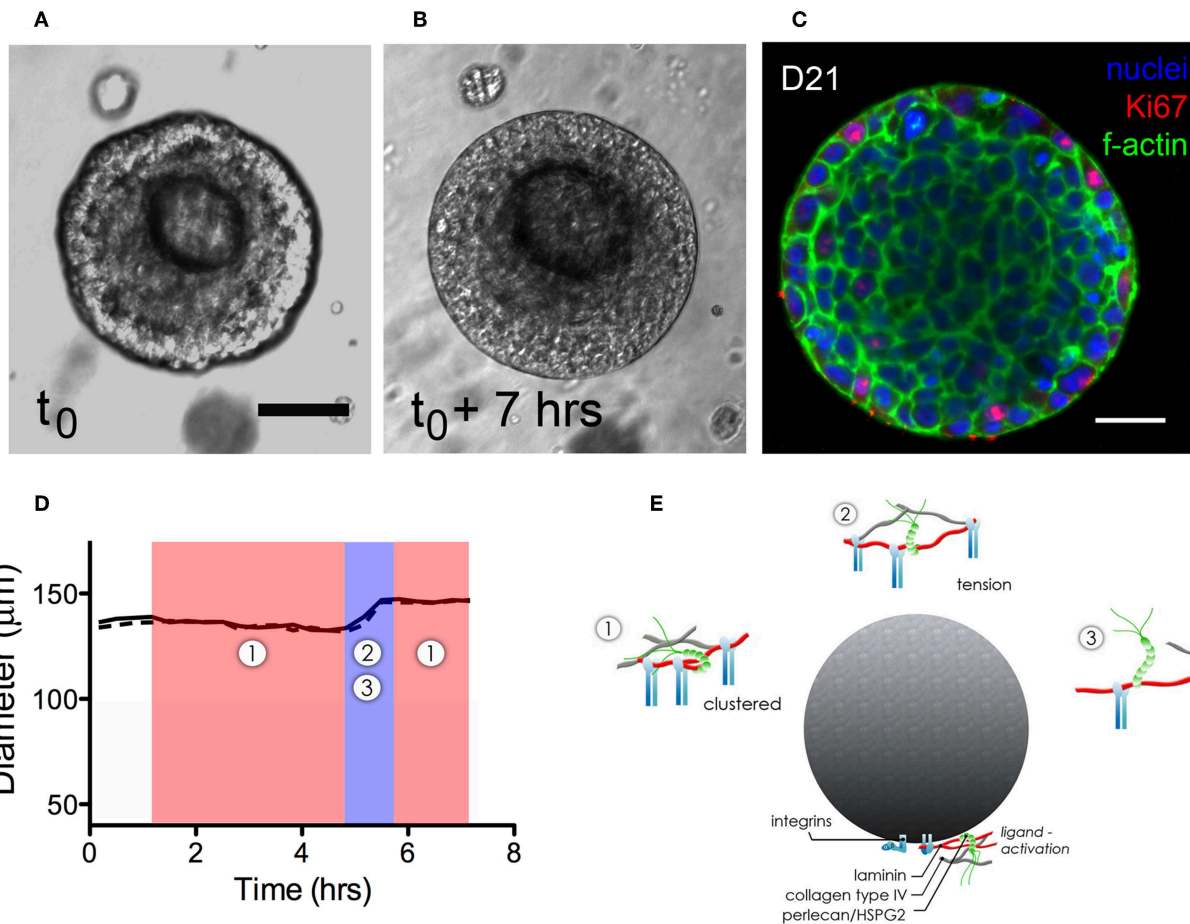 A
B
C
t0
t0 + 7 hrs
D21
nuclei
Ki67
f-actin
D
Diameter (μm)
150
100
50
0
2
4
6
8
Time (hrs)
1
2
3
1
E
2
tension
1
clustered
3
integrins
ligand -
activation
laminin
collagen type IV
perlecan/HSPG2